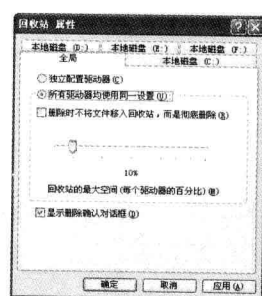 回收站 属性
本地磁盘 (D:) 本地磁盘 (E:) 本地磁盘 (F:)
全局 本地磁盘 (C:)
独立配置驱动器(C)
所有驱动器均使用同一设置(U)
删除时不将文件移入回收站，而是彻底删除(R)
10%
回收站的最大空间(每个驱动器的百分比)(M)
显示删除确认对话框(D)
确定 取消 应用(A)